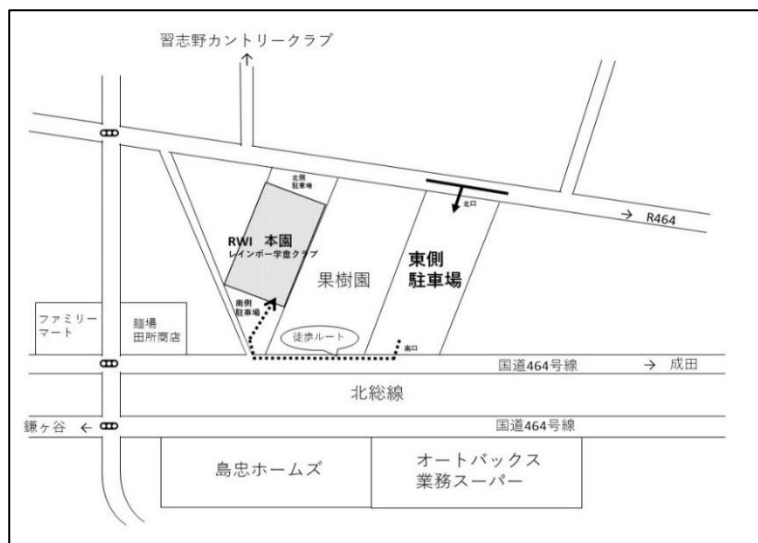 習志野カントリークラブ
北側
駐車場
北口
R464
RWI 本園
レインボー学童クラブ
果樹園
東側
駐車場
南側
駐車場
ファミリー
マート
麺場
田所商店
徒歩ルート
南口
国道464号線
成田
北総線
鎌ヶ谷
国道464号線
島忠ホームズ
オートバックス
業務スーパー